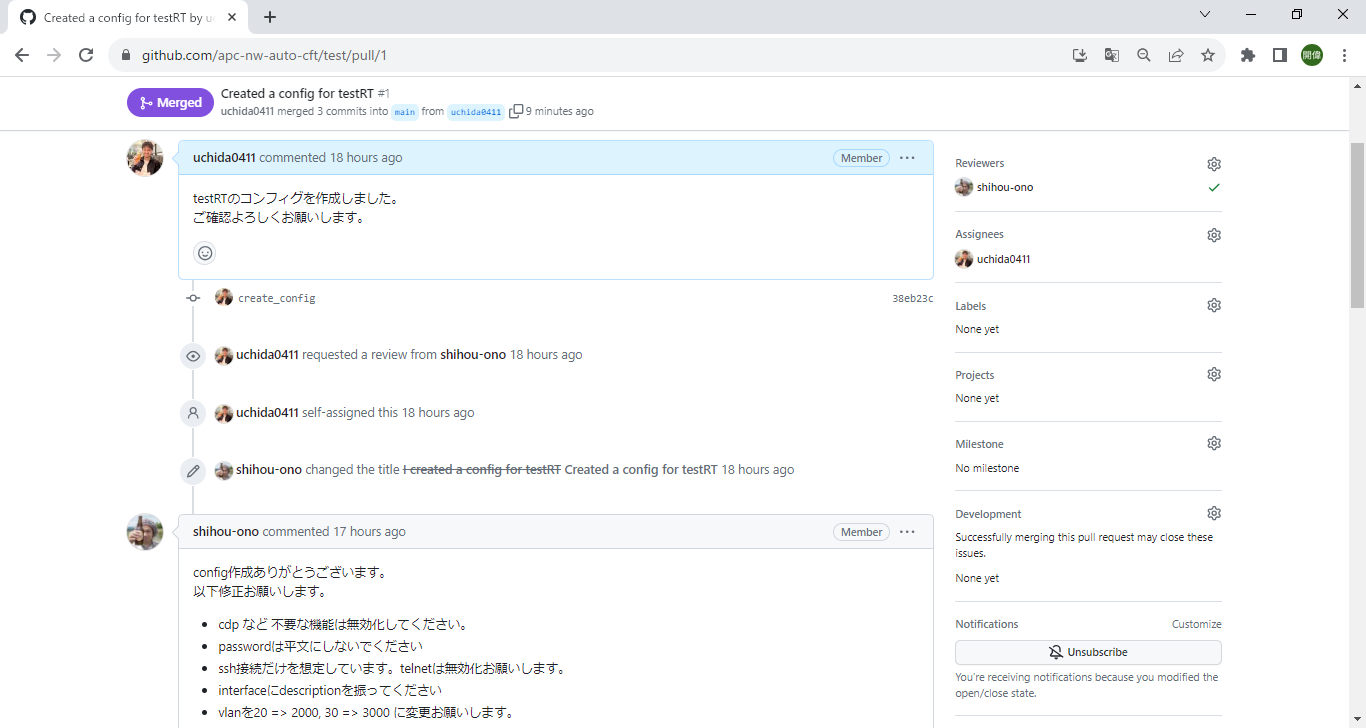 Created a config for testRT by u
github.com/apc-nw-auto-cft/test/pull/1
開偉
Merged
Created a config for testRT #1
uchida0411 merged 3 commits into main from uchida0411 9 minutes ago
uchida0411 commented 18 hours ago
Member
testRTのコンフィグを作成しました。
ご確認よろしくお願いします。
create_config
38eb23c
uchida0411 requested a review from shihou-ono 18 hours ago
uchida0411 self-assigned this 18 hours ago
shihou-ono changed the title I created a config for testRT Created a config for testRT 18 hours ago
shihou-ono commented 17 hours ago
Member
config作成ありがとうございます。
以下修正お願いします。
cdp など 不要な機能は無効化してください。
passwordは平文にしないでください
ssh接続だけを想定しています。telnetは無効化お願いします。
interfaceにdescriptionを振ってください
vlanを20 => 2000, 30 => 3000 に変更お願いします。
Reviewers
shihou-ono
Assignees
uchida0411
Labels
None yet
Projects
None yet
Milestone
No milestone
Development
Successfully merging this pull request may close these
issues.
None yet
Notifications
Customize
Unsubscribe
You're receiving notifications because you modified the
open/close state.